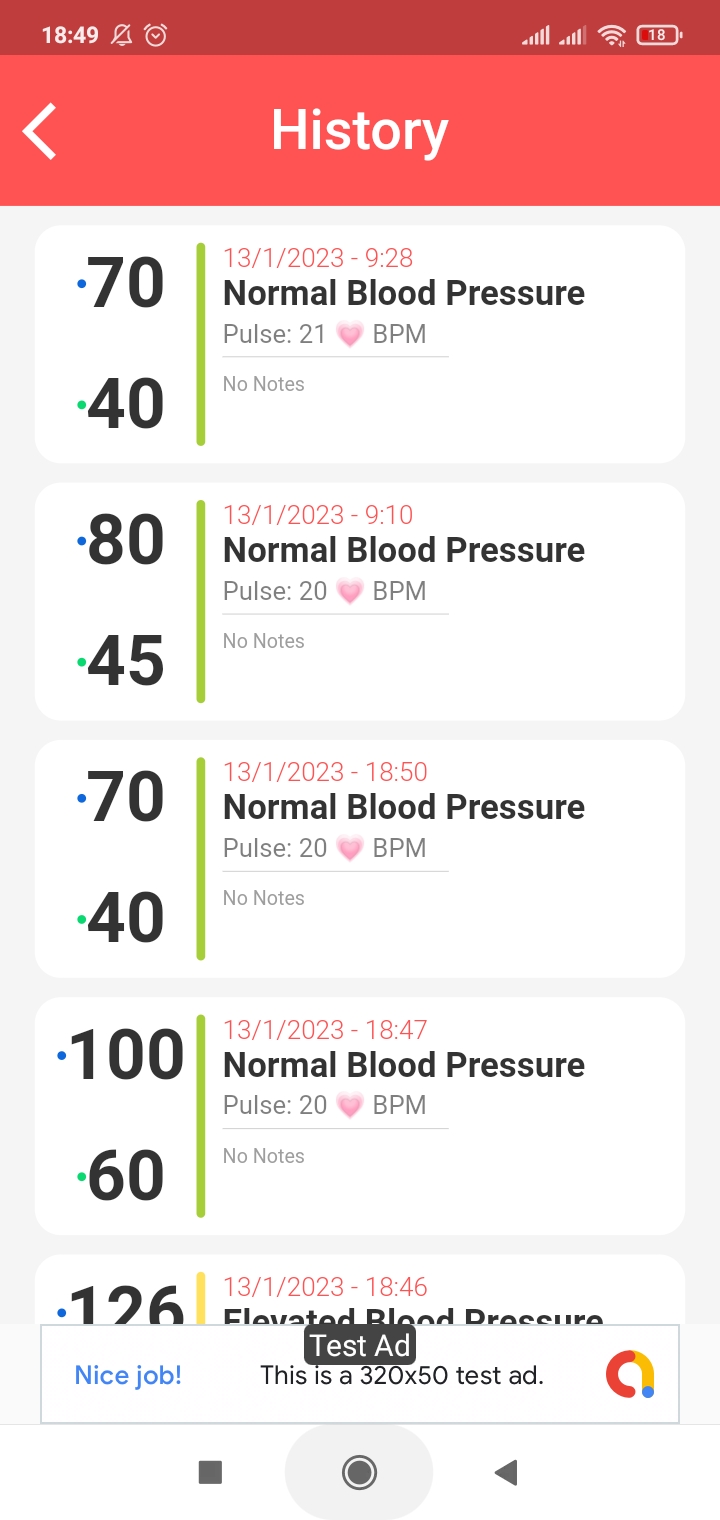 18:49
18
History
70
13/1/2023 - 9:28
Normal Blood Pressure
Pulse: 21 💗 BPM
40
No Notes
80
13/1/2023 - 9:10
Normal Blood Pressure
Pulse: 20 💗 BPM
45
No Notes
70
13/1/2023 - 18:50
Normal Blood Pressure
Pulse: 20 💗 BPM
40
No Notes
100
13/1/2023 - 18:47
Normal Blood Pressure
Pulse: 20 💗 BPM
60
No Notes
126
13/1/2023 - 18:46
Elevated Blood Pressure
Test Ad
Nice job!
This is a 320x50 test ad.